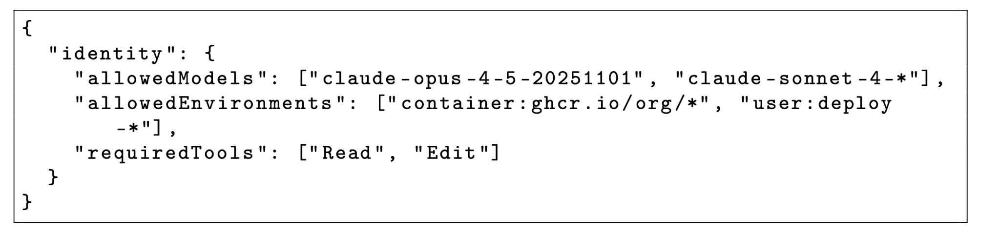 {
  "identity": {
    "allowedModels": ["claude-opus-4-5-20251101", "claude-sonnet-4-*"],
    "allowedEnvironments": ["container:ghcr.io/org/*", "user:deploy
       -*"],
    "requiredTools": ["Read", "Edit"]
  }
}